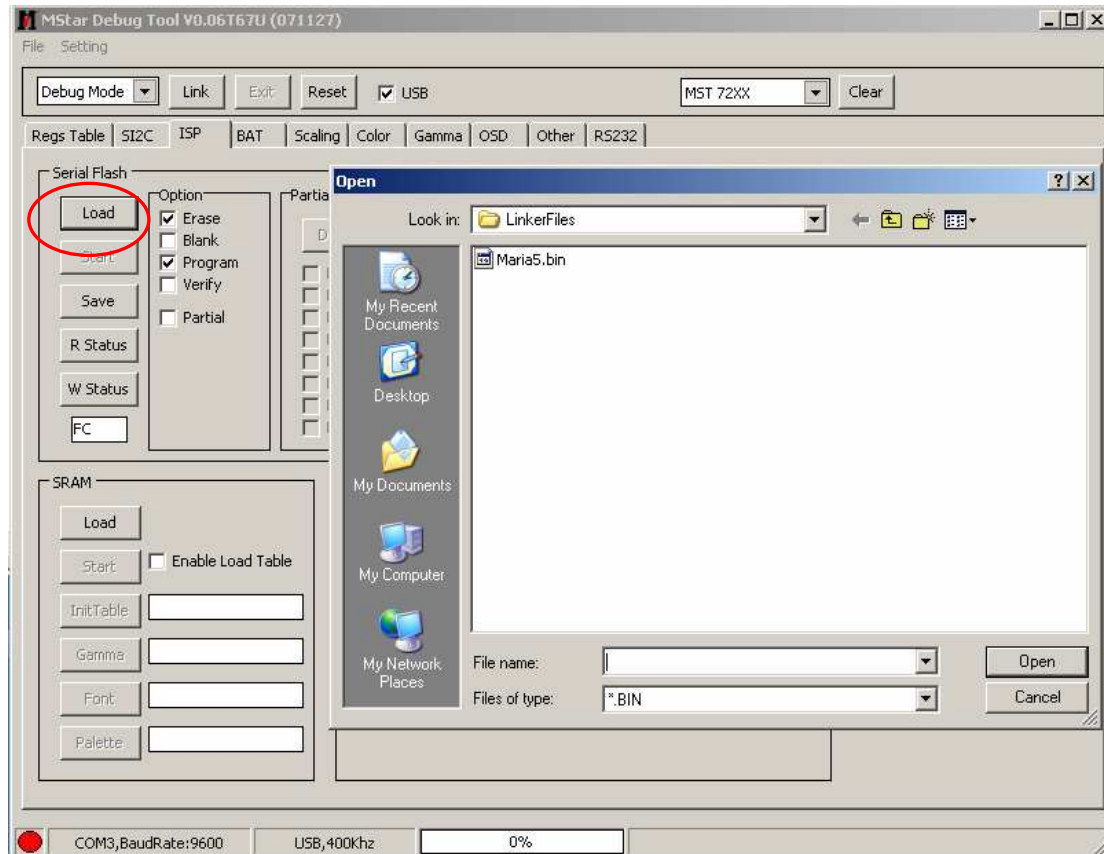 MStar Debug Tool V0.06T67U (071127)
File Setting
Debug Mode Link Exit Reset USB MST 72XX Clear
Regs Table SI2C ISP BAT Scaling Color Gamma OSD Other RS232
Serial Flash
Load
Start
Save
R Status
W Status
FC
Option
Erase
Blank
Program
Verify
Partial
SRAM
Load
Start Enable Load Table
InitTable
Gamma
Font
Palette
Open
Look in: LinkerFiles
Maria5.bin
My Recent
Documents
Desktop
My Documents
My Computer
My Network
Places
File name: Open
Files of type: *.BIN Cancel
COM3,BaudRate:9600 USB,400Khz 0%